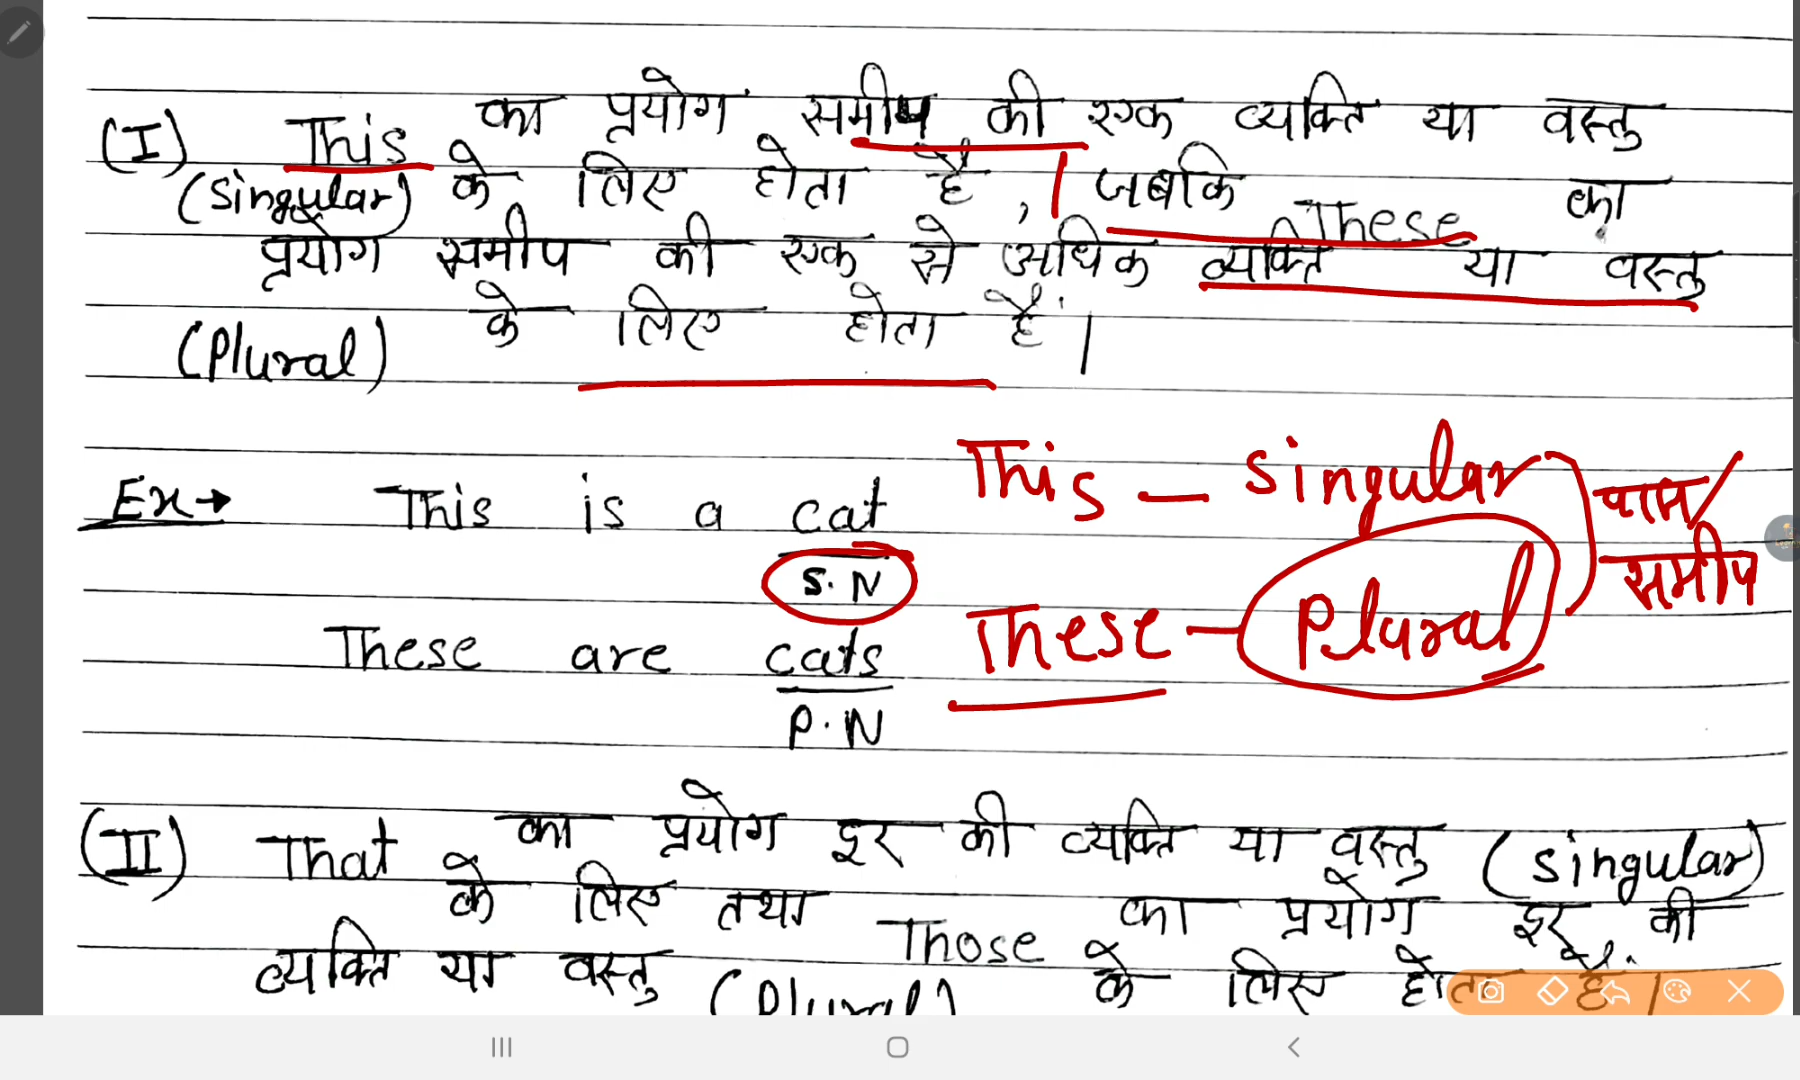 (I) This का प्रयोग समीप की एक व्यक्ति या वस्तु
(singular) के लिए होता है, | जबकि These का
प्रयोग समीप की एक से अधिक व्यक्ति या वस्तु
(Plural) के लिए होता हैं।
Ex→ This is a cat
S.N
These are cats
P.N
This – singular
These – Plural
पास/
समीप
(II) That का प्रयोग दूर की व्यक्ति या वस्तु (singular)
के लिए तथा Those का प्रयोग दूर की
व्यक्ति या वस्तु (Plural) के लिए होता हैं।